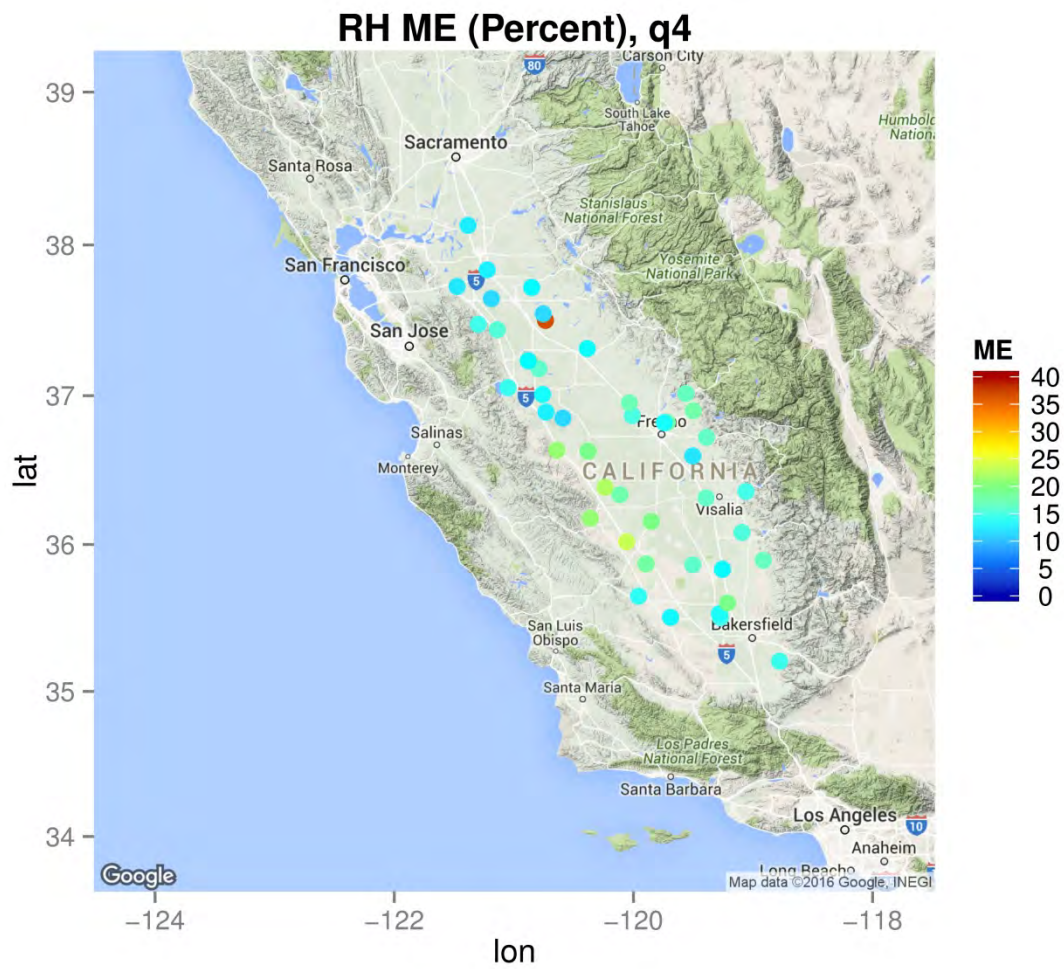 RH ME (Percent), q4
80
Carson City
39
South Lake
Tahoe
Humbol
Nationa
Sacramento
Santa Rosa
Stanislaus
National Forest
38
Yosemite
National Park
San Francisco
5
San Jose
ME
40
35
30
25
20
15
10
5
0
37
5
Fre no
Salinas
Monterey
CALIFORNIA
Visalia
lat
36
San Luis
Obispo
Bakersfield
5
35
Santa Maria
Los Padres
National Forest
Santa Barbara
34
Los Angeles
10
Anaheim
Long Beach
Google
Map data ©2016 Google, INEGI
−124
−122
−120
−118
lon